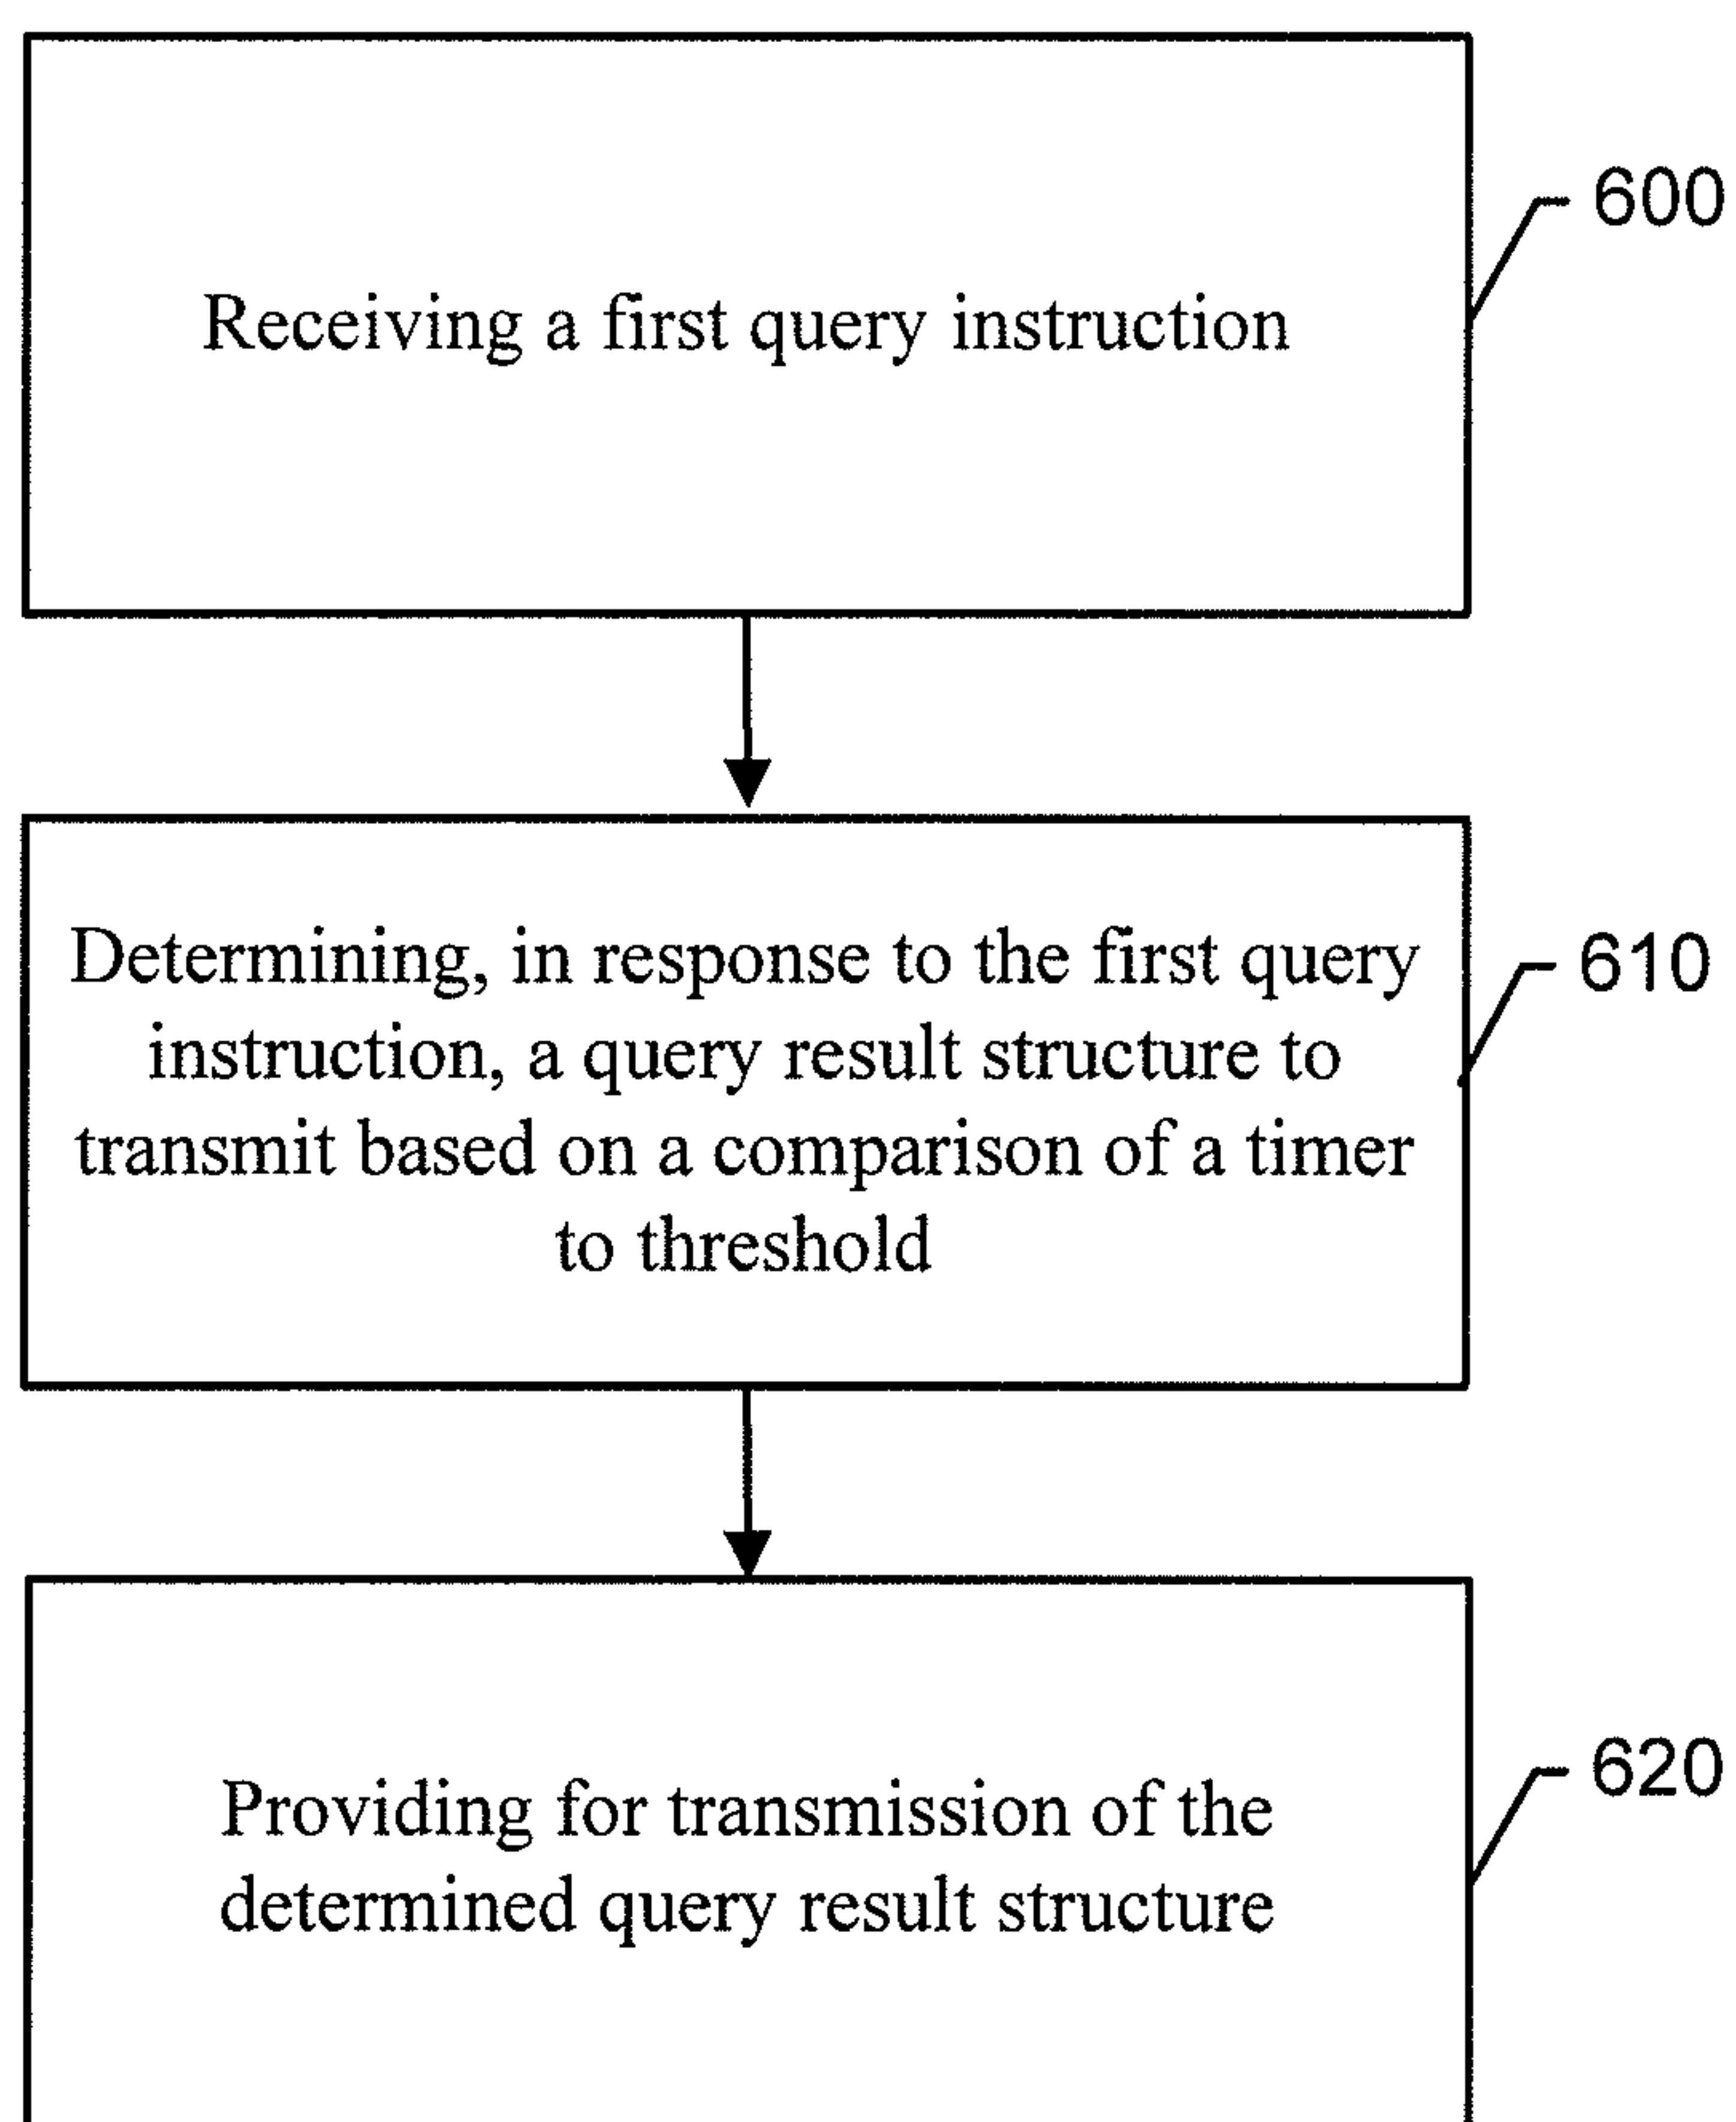 600
Receiving a first query instruction
610
Determining, in response to the first query
instruction, a query result structure to
transmit based on a comparison of a timer
to threshold
620
Providing for transmission of the
determined query result structure